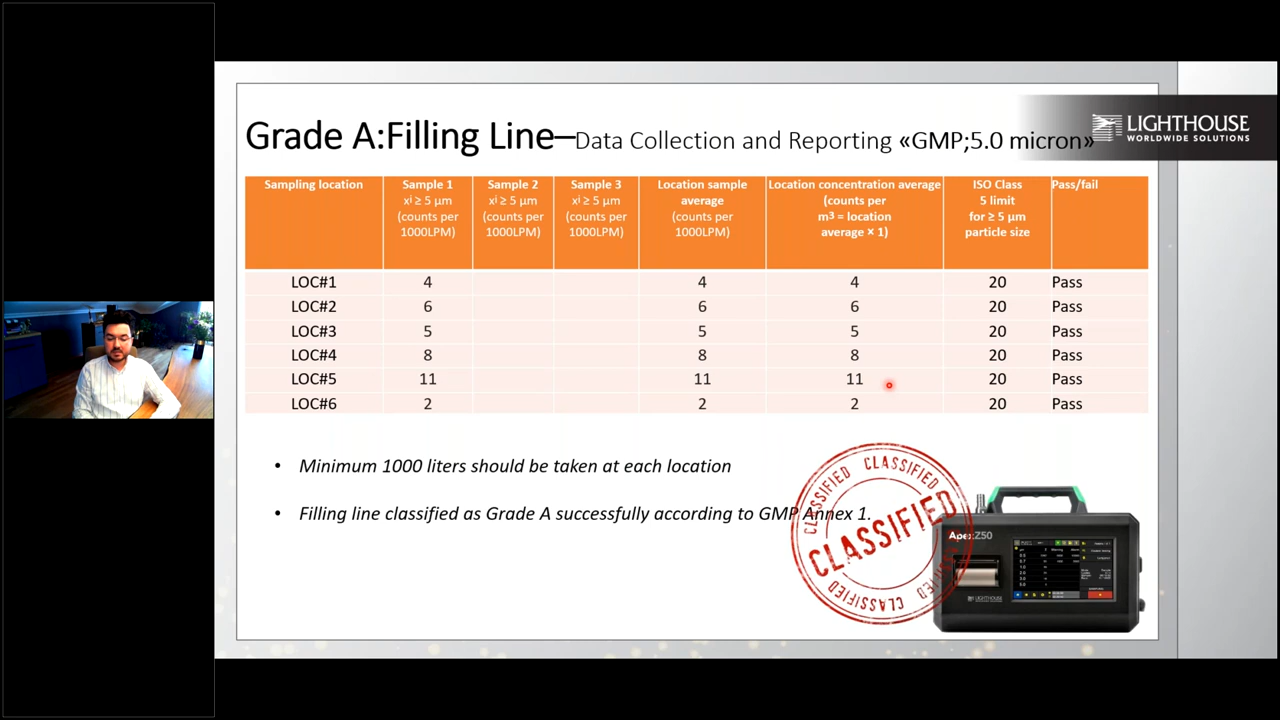 Grade A:Filling Line–Data Collection and Reporting «GMP;5.0 micron»
LIGHTHOUSE
WORLDWIDE SOLUTIONS
Sampling location
Sample 1
xⁱ ≥ 5 µm
(counts per
1000LPM)
Sample 2
xⁱ ≥ 5 µm
(counts per
1000LPM)
Sample 3
xⁱ ≥ 5 µm
(counts per
1000LPM)
Location sample
average
(counts per
1000LPM)
Location concentration average
(counts per
m³ = location
average × 1)
ISO Class
5 limit
for ≥ 5 µm
particle size
Pass/fail
LOC#1 4 4 4 20 Pass
LOC#2 6 6 6 20 Pass
LOC#3 5 5 5 20 Pass
LOC#4 8 8 8 20 Pass
LOC#5 11 11 11 20 Pass
LOC#6 2 2 2 20 Pass
• Minimum 1000 liters should be taken at each location
• Filling line classified as Grade A successfully according to GMP Annex 1.
CLASSIFIED CLASSIFIED
CLASSIFIED
CLASSIFIED CLASSIFIED
ApexZ50
LIGHTHOUSE